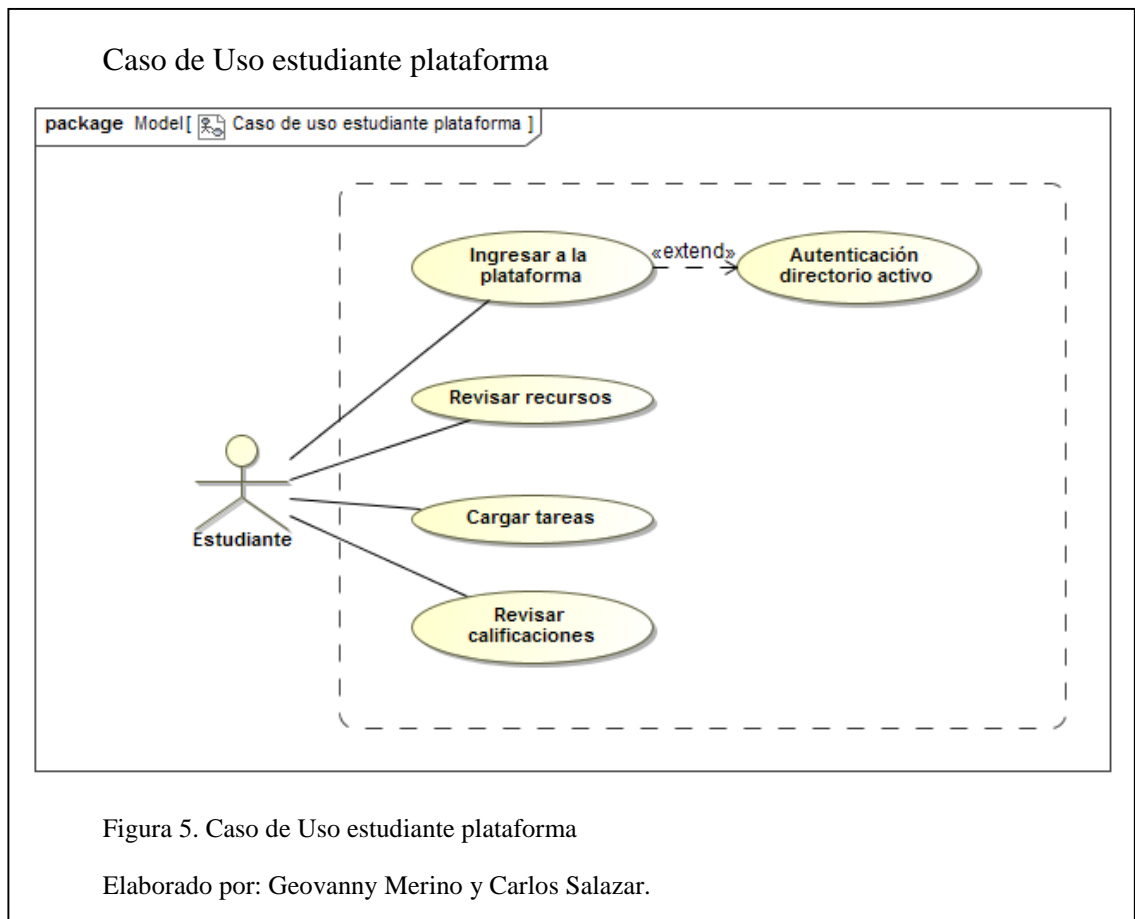 Caso de Uso estudiante plataforma
package Model[ Caso de uso estudiante plataforma ]
Ingresar a la
plataforma
«extend»
Autenticación
directorio activo
Revisar recursos
Cargar tareas
Estudiante
Revisar
calificaciones
Figura 5. Caso de Uso estudiante plataforma
Elaborado por: Geovanny Merino y Carlos Salazar.